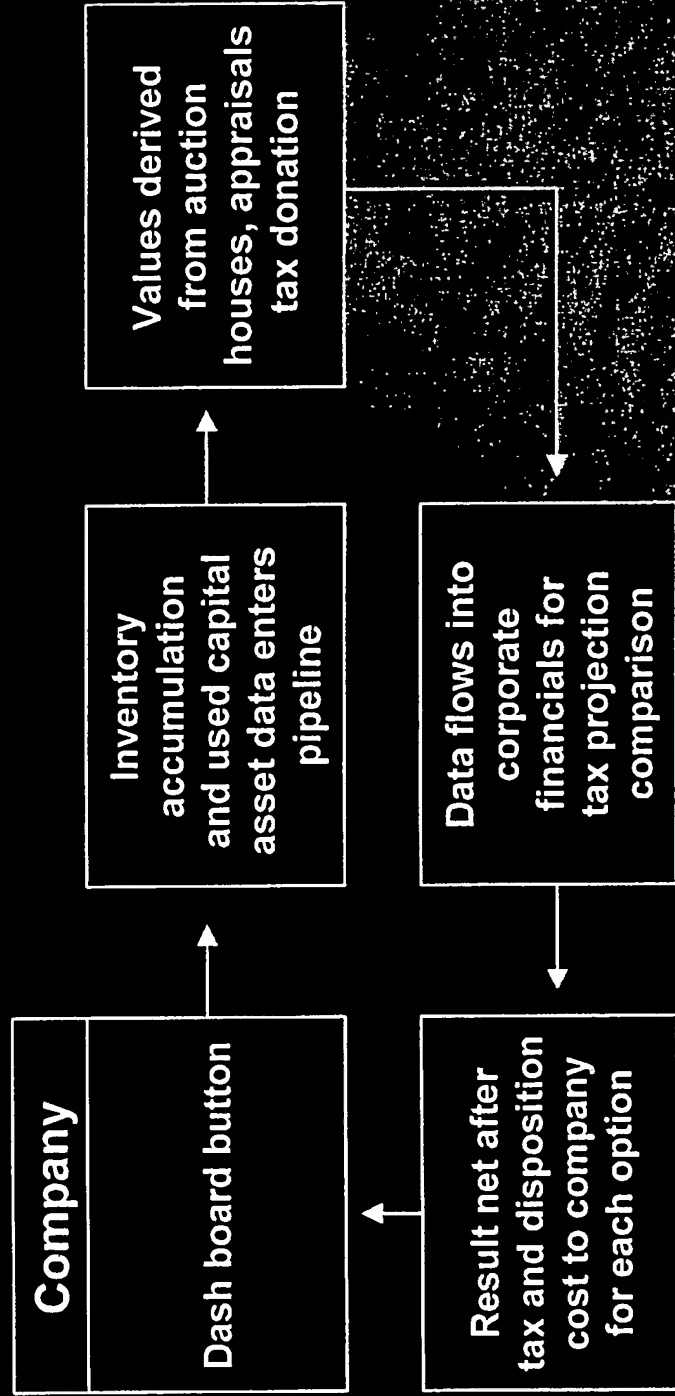 Company
Dash board button
Inventory
accumulation
and used capital
asset data enters
pipeline
Values derived
from auction
houses, appraisals
tax donation
Data flows into
corporate
financials for
tax projection
comparison
Result net after
tax and disposition
cost to company
for each option